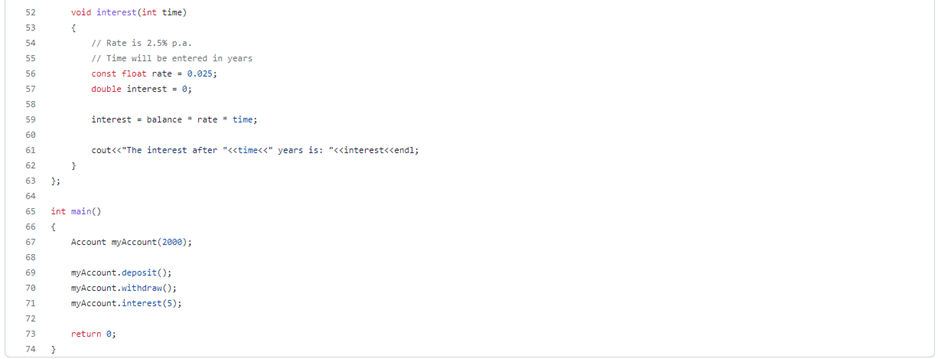 52 void interest(int time)
53 {
54 // Rate is 2.5% p.a.
55 // Time will be entered in years
56 const float rate = 0.025;
57 double interest = 0;
58
59 interest = balance * rate * time;
60
61 cout<<"The interest after "<<time<<" years is: "<<interest<<endl;
62 }
63 };
64
65 int main()
66 {
67 Account myAccount(2000);
68
69 myAccount.deposit();
70 myAccount.withdraw();
71 myAccount.interest(5);
72
73 return 0;
74 }